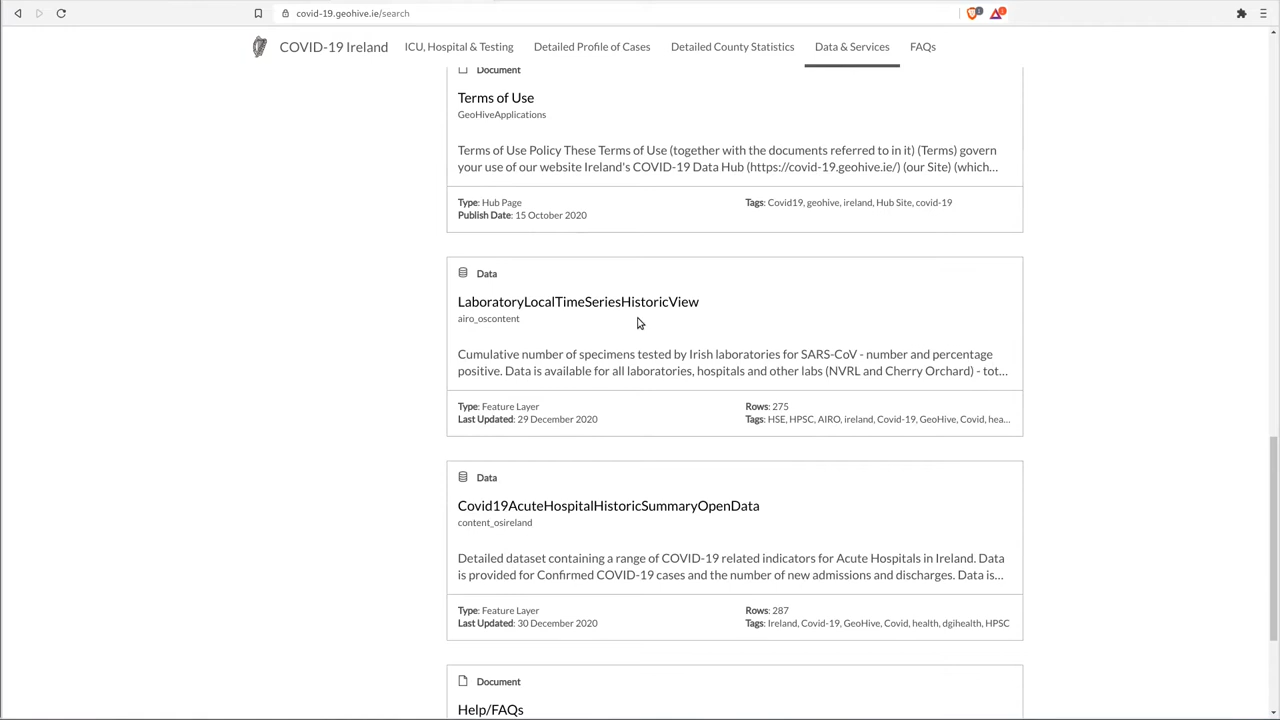 covid-19.geohive.ie/search
COVID-19 Ireland
ICU, Hospital & Testing
Detailed Profile of Cases
Detailed County Statistics
Data & Services
FAQs
Document
Terms of Use
GeoHiveApplications
Terms of Use Policy These Terms of Use (together with the documents referred to in it) (Terms) govern
your use of our website Ireland's COVID-19 Data Hub (https://covid-19.geohive.ie/) (our Site) (which...
Type: Hub Page
Publish Date: 15 October 2020
Tags: Covid19, geohive, ireland, Hub Site, covid-19
Data
LaboratoryLocalTimeSeriesHistoricView
airo_oscontent
Cumulative number of specimens tested by Irish laboratories for SARS-CoV - number and percentage
positive. Data is available for all laboratories, hospitals and other labs (NVRL and Cherry Orchard) - tot...
Type: Feature Layer
Last Updated: 29 December 2020
Rows: 275
Tags: HSE, HPSC, AIRO, ireland, Covid-19, GeoHive, Covid, hea...
Data
Covid19AcuteHospitalHistoricSummaryOpenData
content_osireland
Detailed dataset containing a range of COVID-19 related indicators for Acute Hospitals in Ireland. Data
is provided for Confirmed COVID-19 cases and the number of new admissions and discharges. Data is...
Type: Feature Layer
Last Updated: 30 December 2020
Rows: 287
Tags: Ireland, Covid-19, GeoHive, Covid, health, dgihealth, HPSC
Document
Help/FAQs